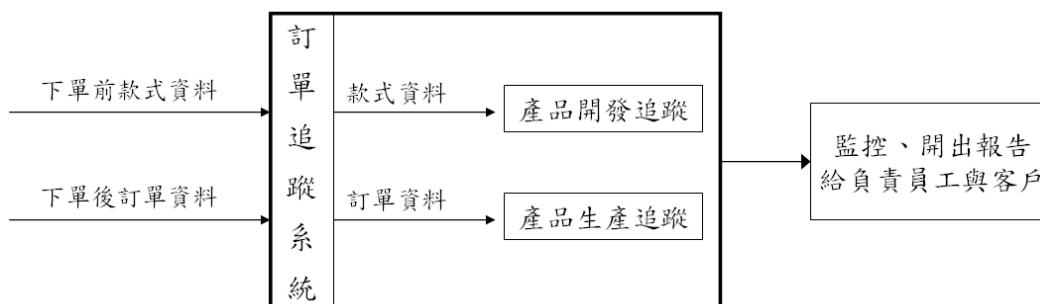 下單前款式資料
下單後訂單資料
訂單追蹤系統
款式資料
訂單資料
產品開發追蹤
產品生產追蹤
監控、開出報告
給負責員工與客戶